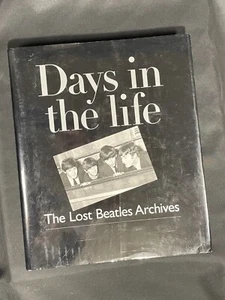 Days in
the life
The Lost Beatles Archives